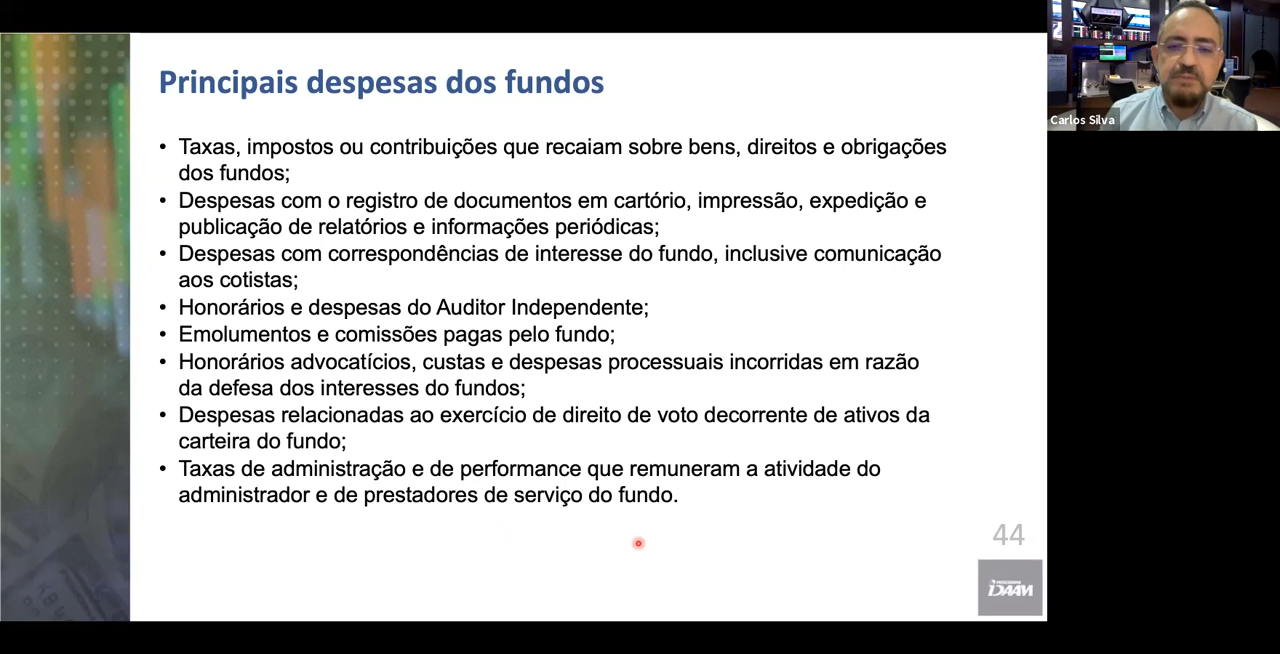 Principais despesas dos fundos
• Taxas, impostos ou contribuições que recaiam sobre bens, direitos e obrigações
dos fundos;
• Despesas com o registro de documentos em cartório, impressão, expedição e
publicação de relatórios e informações periódicas;
• Despesas com correspondências de interesse do fundo, inclusive comunicação
aos cotistas;
• Honorários e despesas do Auditor Independente;
• Emolumentos e comissões pagas pelo fundo;
• Honorários advocatícios, custas e despesas processuais incorridas em razão
da defesa dos interesses do fundos;
• Despesas relacionadas ao exercício de direito de voto decorrente de ativos da
carteira do fundo;
• Taxas de administração e de performance que remuneram a atividade do
administrador e de prestadores de serviço do fundo.
44
Carlos Silva